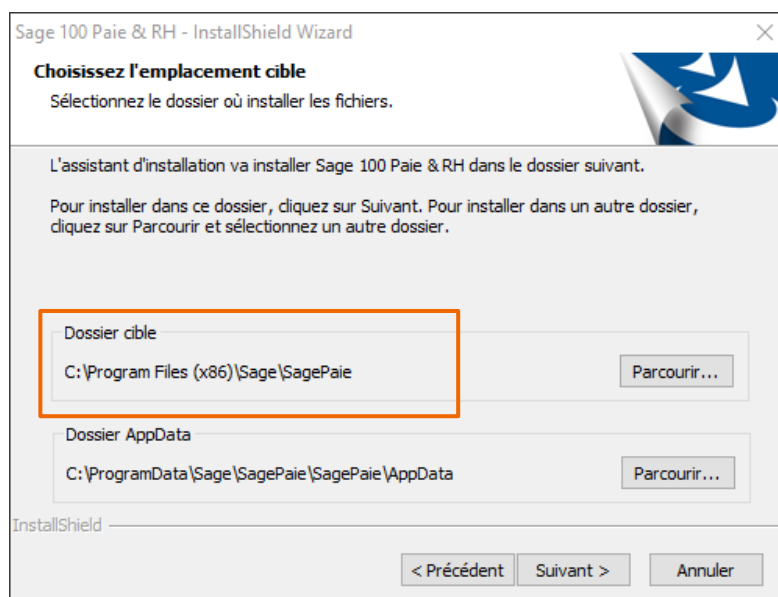 Sage 100 Paie & RH - InstallShield Wizard
Choisissez l'emplacement cible
Sélectionnez le dossier où installer les fichiers.
L'assistant d'installation va installer Sage 100 Paie & RH dans le dossier suivant.
Pour installer dans ce dossier, cliquez sur Suivant. Pour installer dans un autre dossier,
cliquez sur Parcourir et sélectionnez un autre dossier.
Dossier cible
C:\Program Files (x86)\Sage\SagePaie
Parcourir...
Dossier AppData
C:\ProgramData\Sage\SagePaie\SagePaie\AppData
Parcourir...
InstallShield
< Précédent
Suivant >
Annuler